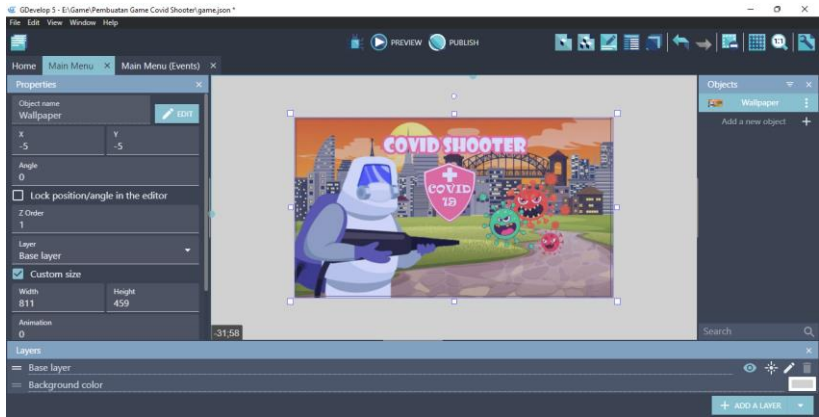 GDevelop 5 - E:\Game\Pembuatan Game Covid Shooter\game.json *
File Edit View Window Help
PREVIEW PUBLISH
1:1
Home Main Menu × Main Menu (Events) ×
Properties ×
Object name
Wallpaper
EDIT
X Y
-5 -5
Angle
0
Lock position/angle in the editor
Z Order
1
Layer
Base layer
Custom size
Width Height
811 459
Animation
0
COVID SHOOTER
COVID
19
-31;58
Objects
Wallpaper
Add a new object +
Search
Layers
Base layer
Background color
+ ADD A LAYER